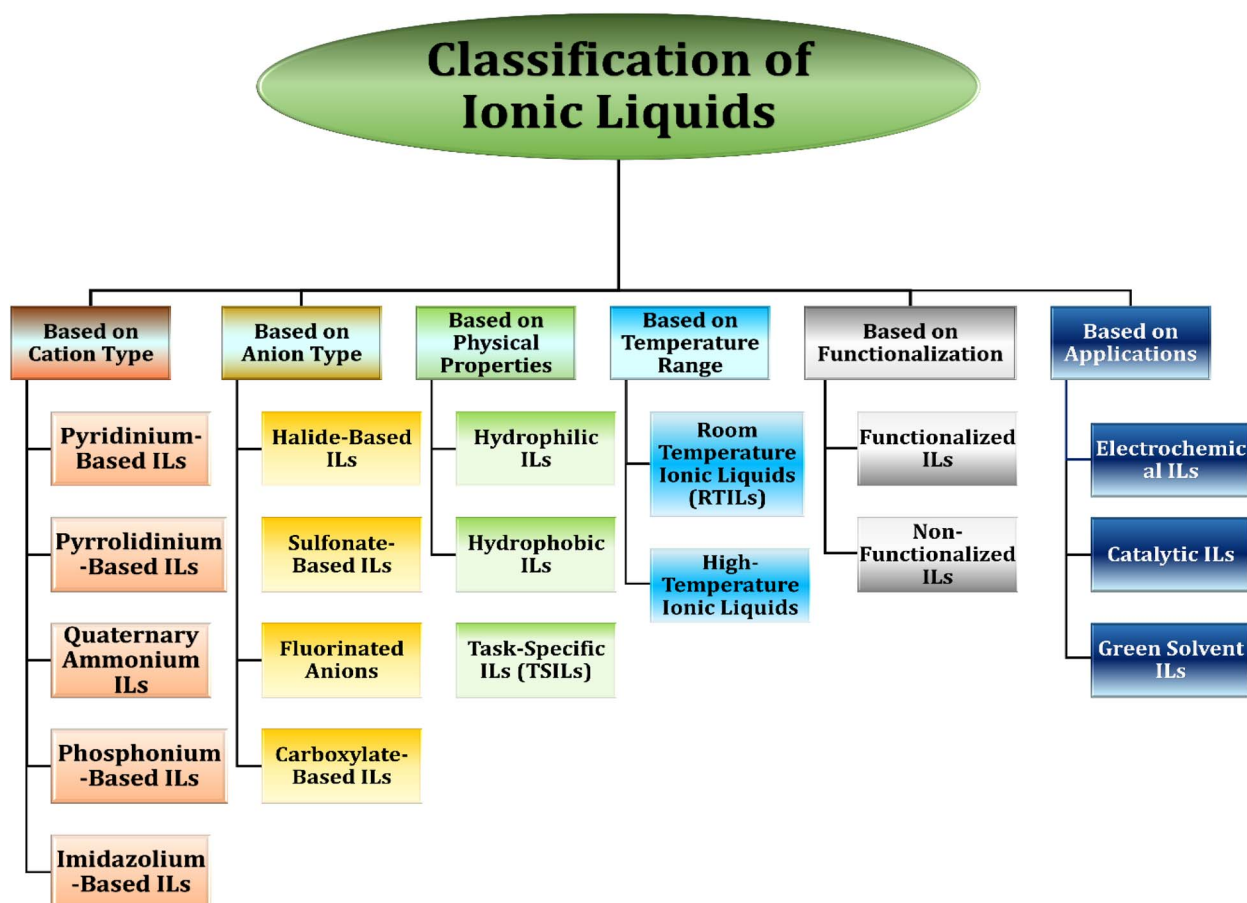 Classification of
Ionic Liquids
Based on
Cation Type
Pyridinium-
Based ILs
Pyrrolidinium
-Based ILs
Quaternary
Ammonium
ILs
Phosphonium
-Based ILs
Imidazolium
-Based ILs
Based on
Anion Type
Halide-Based
ILs
Sulfonate-
Based ILs
Fluorinated
Anions
Carboxylate-
Based ILs
Based on
Physical
Properties
Hydrophilic
ILs
Hydrophobic
ILs
Task-Specific
ILs (TSILs)
Based on
Temperature
Range
Room
Temperature
Ionic Liquids
(RTILs)
High-
Temperature
Ionic Liquids
Based on
Functionalization
Functionalized
ILs
Non-
Functionalized
ILs
Based on
Applications
Electrochemic
al ILs
Catalytic ILs
Green Solvent
ILs